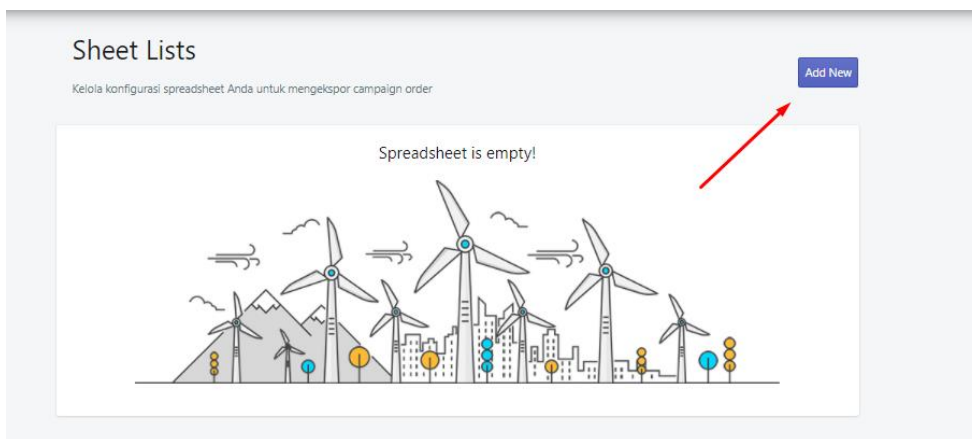 Sheet Lists
Add New
Kelola konfigurasi spreadsheet Anda untuk mengekspor campaign order
Spreadsheet is empty!